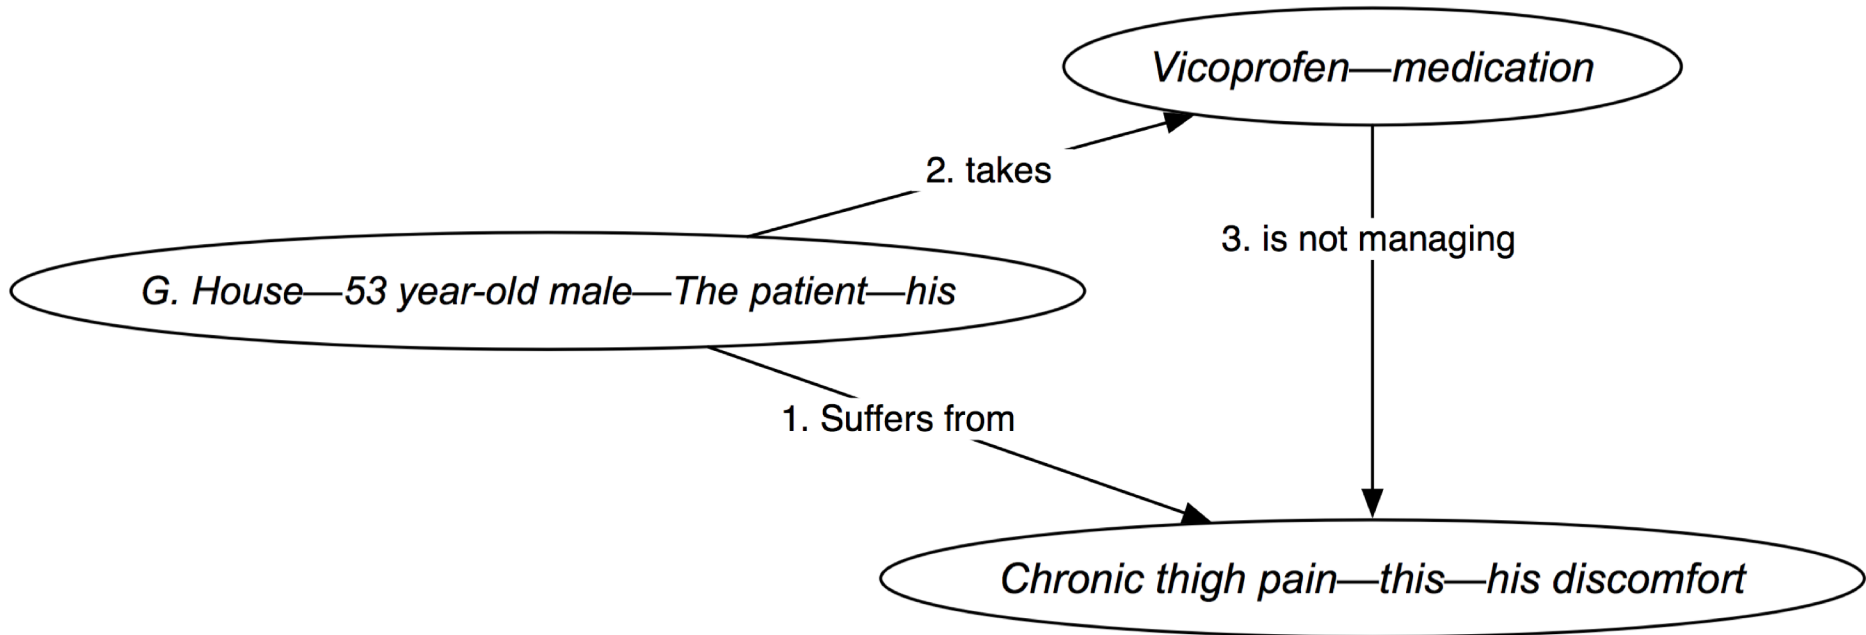 Vicoprofen—medication
2. takes
3. is not managing
G. House—53 year-old male—The patient—his
1. Suffers from
Chronic thigh pain—this—his discomfort